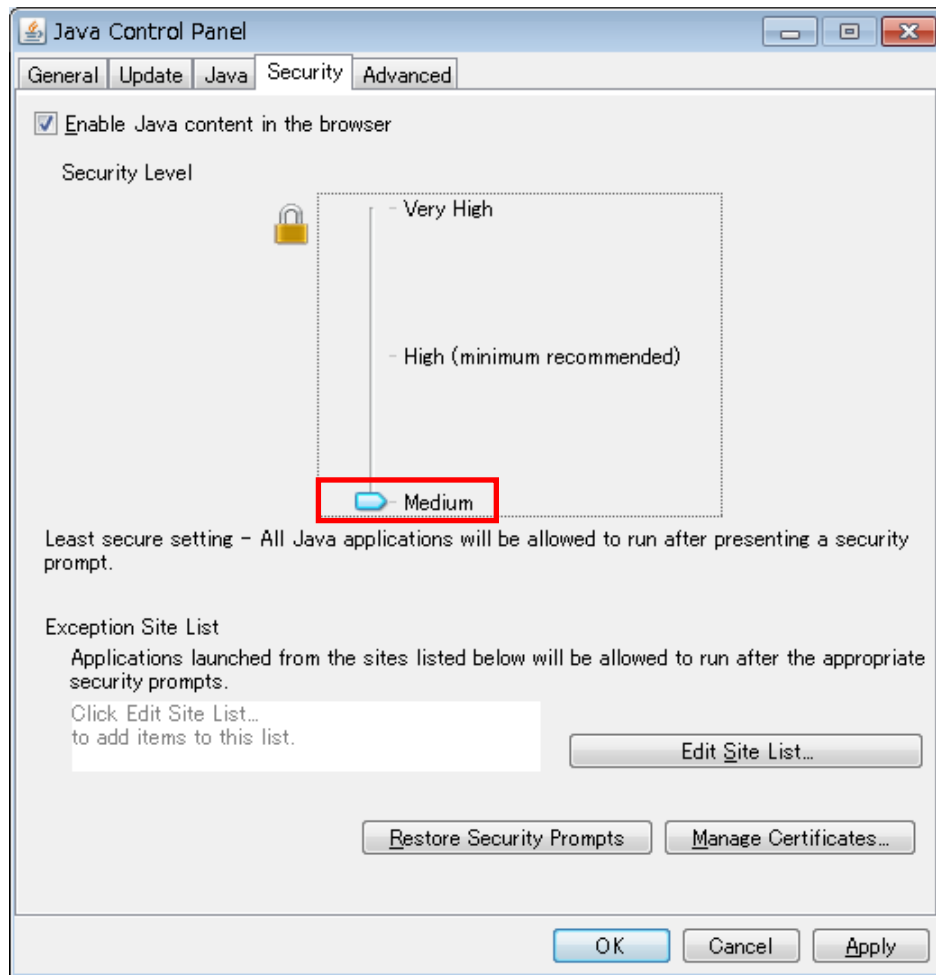 Java Control Panel
General Update Java Security Advanced
Enable Java content in the browser
Security Level
Very High
High (minimum recommended)
Medium
Least secure setting - All Java applications will be allowed to run after presenting a security
prompt.
Exception Site List
Applications launched from the sites listed below will be allowed to run after the appropriate
security prompts.
Click Edit Site List...
to add items to this list.
Edit Site List...
Restore Security Prompts Manage Certificates...
OK Cancel Apply